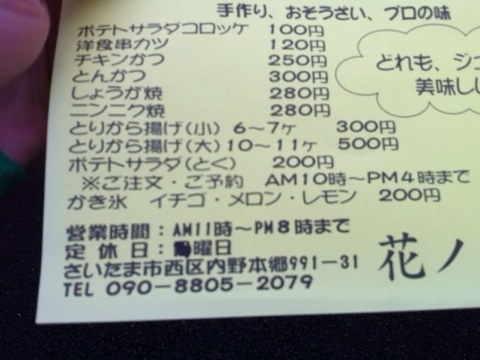 手作り、おそうさい、プロの味
ポテトサラダコロッケ 100円
洋食串カツ 120円
チキンかつ 250円
とんかつ 300円
しょうが焼 280円
ニンニク焼 280円
とりから揚げ(小) 6~7ヶ 300円
とりから揚げ(大) 10~11ヶ 500円
ポテトサラダ(とく) 200円
※ご注文・ご予約 AM10時~PM4時まで
かき氷 イチゴ・メロン・レモン 200円
どれも、ジ
美味し
営業時間:AM11時~PM8時まで
定休日: 曜日
さいたま市西区内野本郷991-31
TEL 090-8805-2079
花ノ